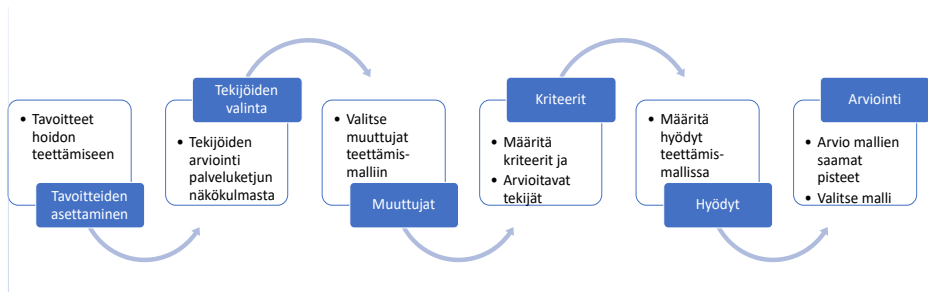 • Tavoitteet
hoidon
teettämiseen
Tavoitteiden
asettaminen
Tekijöiden
valinta
• Tekijöiden
arviointi
palveluketjun
näkökulmasta
• Valitse
muuttujat
teettämis-
malliin
Muuttujat
Kriteerit
• Määritä
kriteerit ja
• Arvioitavat
tekijät
• Määritä
hyödyt
teettämis-
mallissa
Hyödyt
Arviointi
• Arvio mallien
saamat
pisteet
• Valitse malli